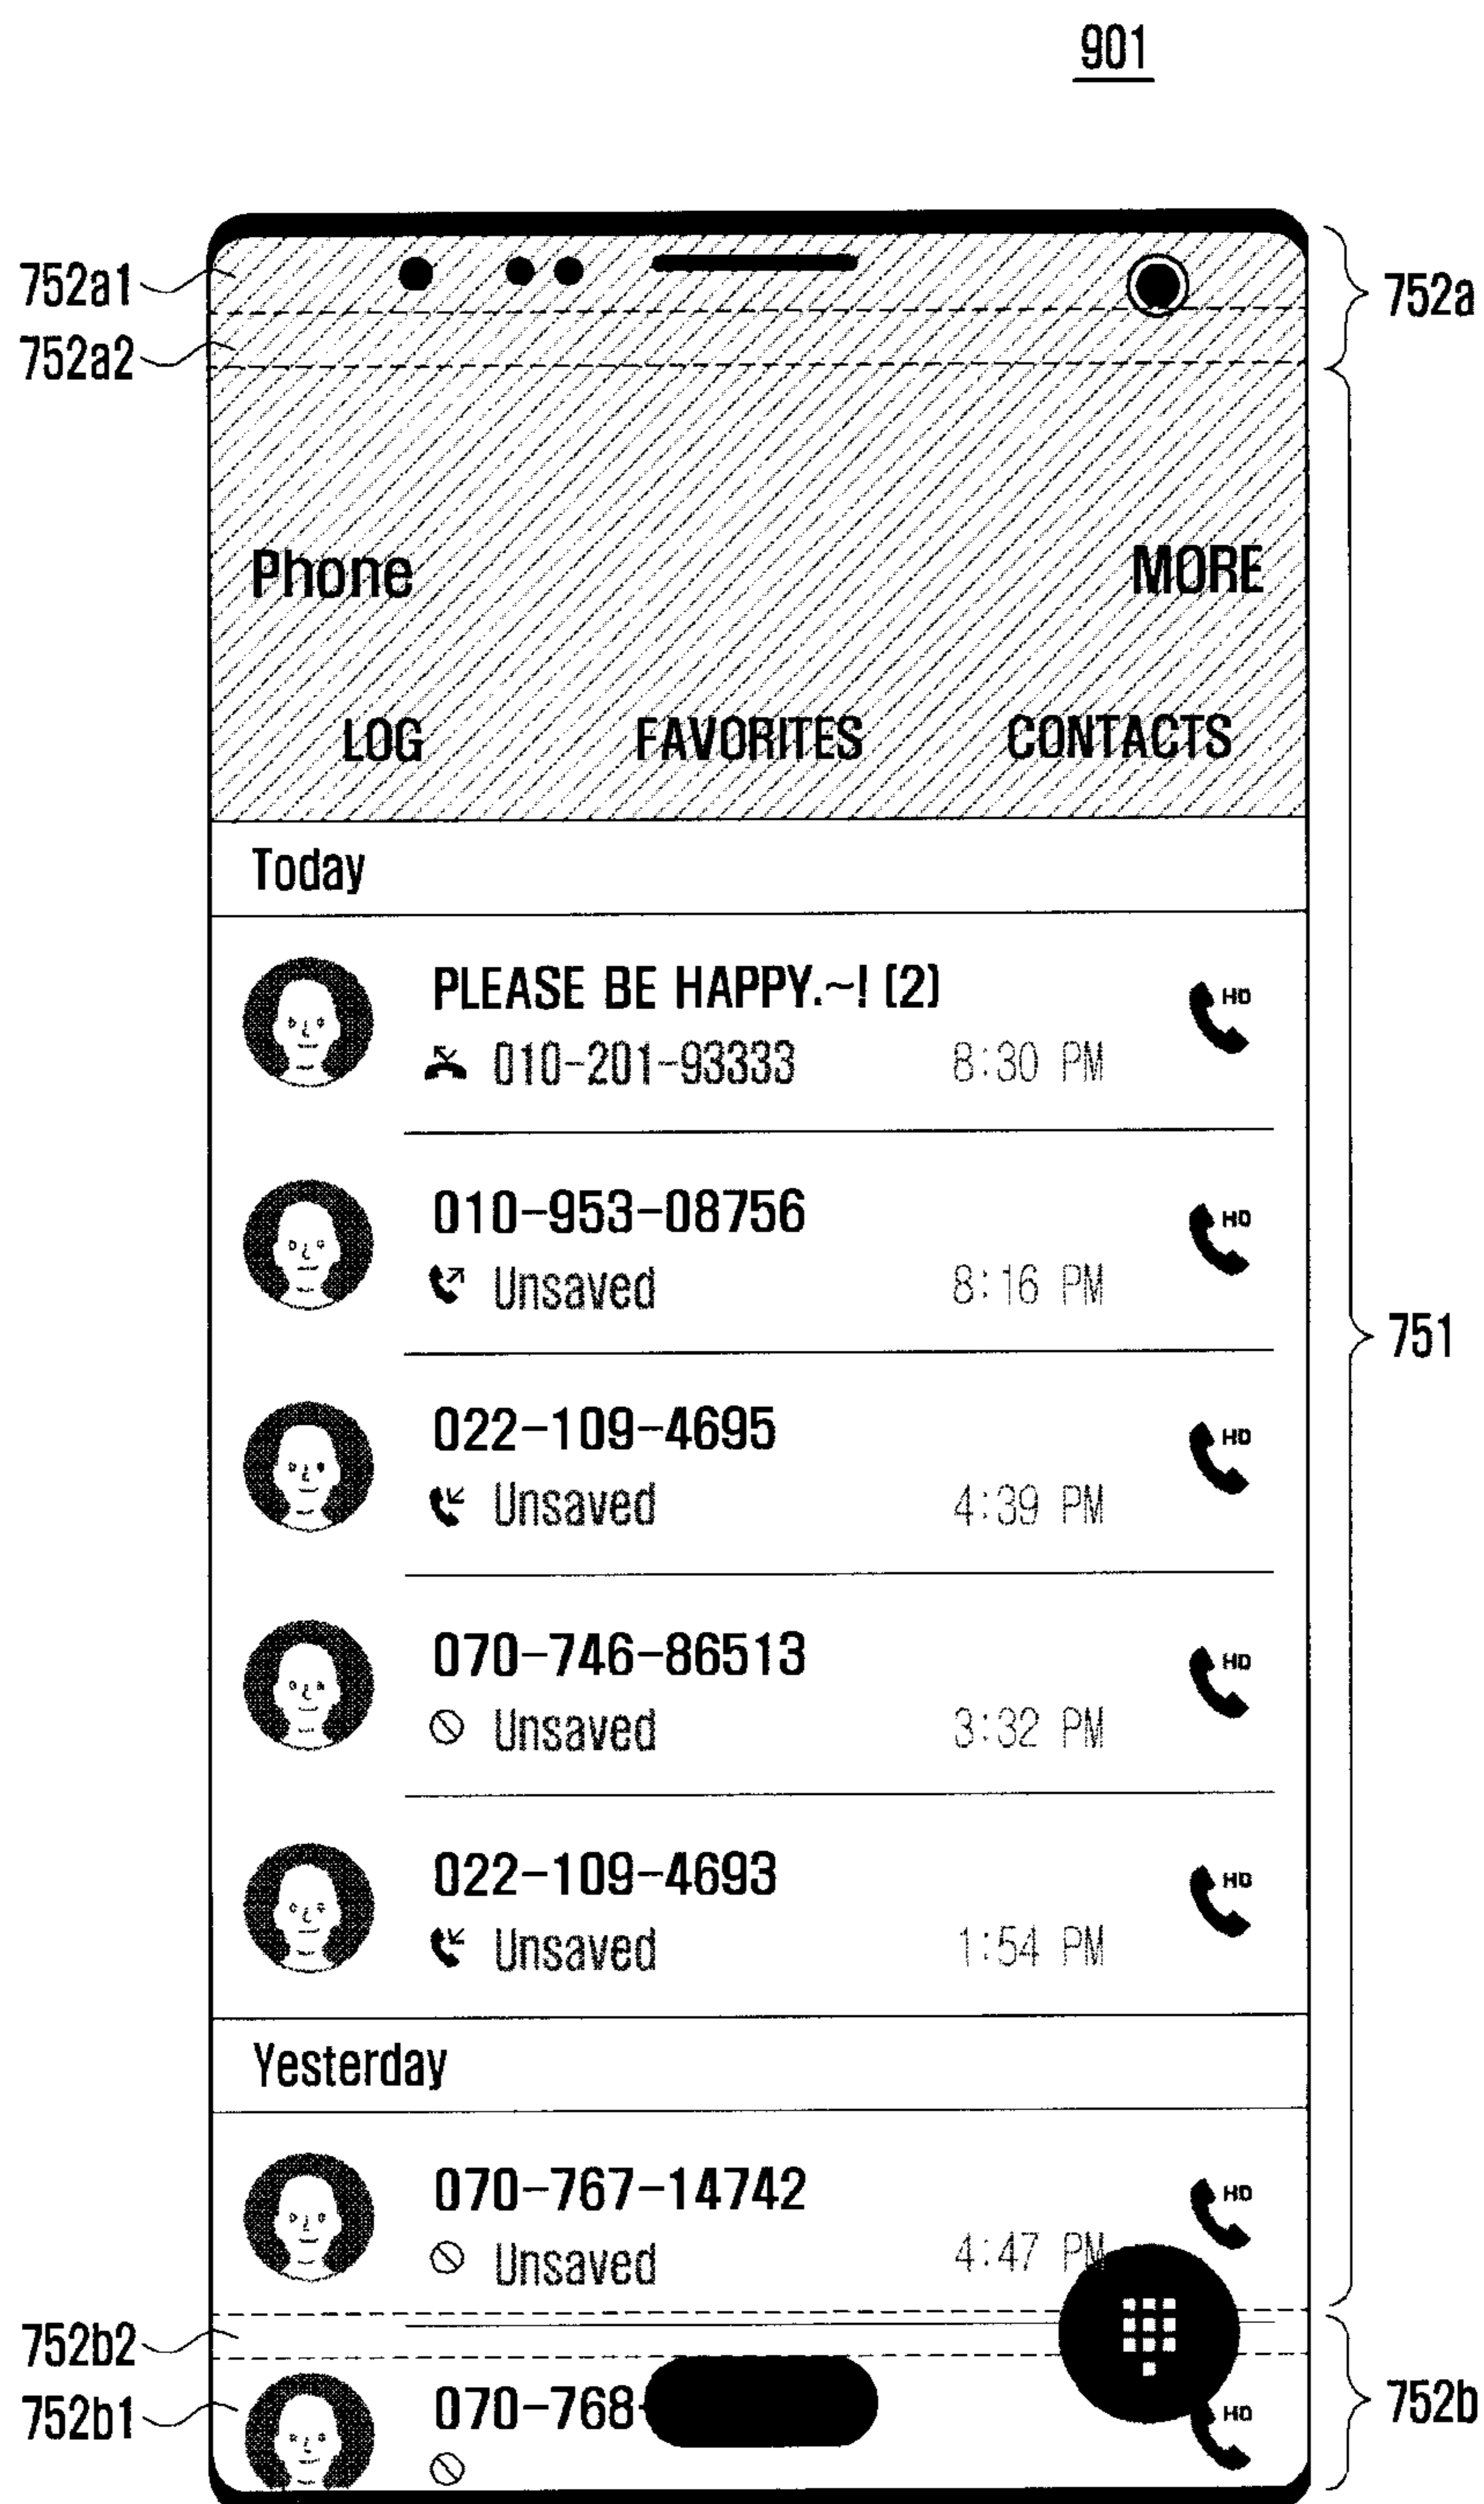 901
752a1
752a
752a2
Phone MORE
LOG FAVORITES CONTACTS
Today
PLEASE BE HAPPY.~! (2) HD
010-201-93333 8:30 PM
010-953-08756 HD
Unsaved 8:16 PM
751
022-109-4695 HD
Unsaved 4:39 PM
070-746-86513 HD
Unsaved 3:32 PM
022-109-4693 HD
Unsaved 1:54 PM
Yesterday
070-767-14742 HD
Unsaved 4:47 PM
752b2
752b1
070-768- HD
752b